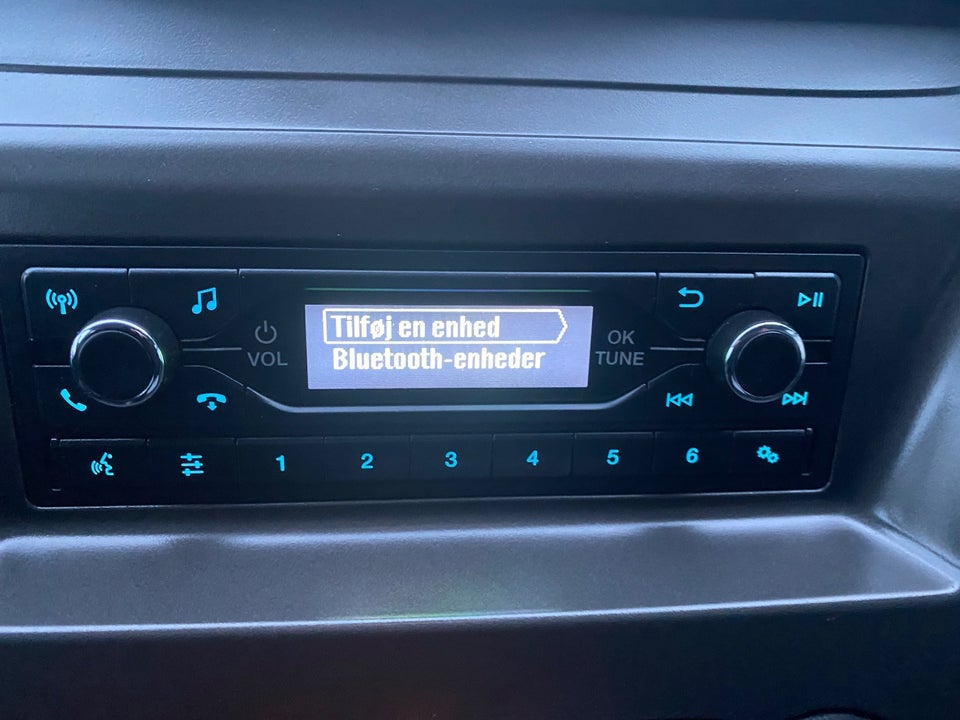 VOL
Tilføj en enhed
Bluetooth-enheder
OK
TUNE
1 2 3 4 5 6